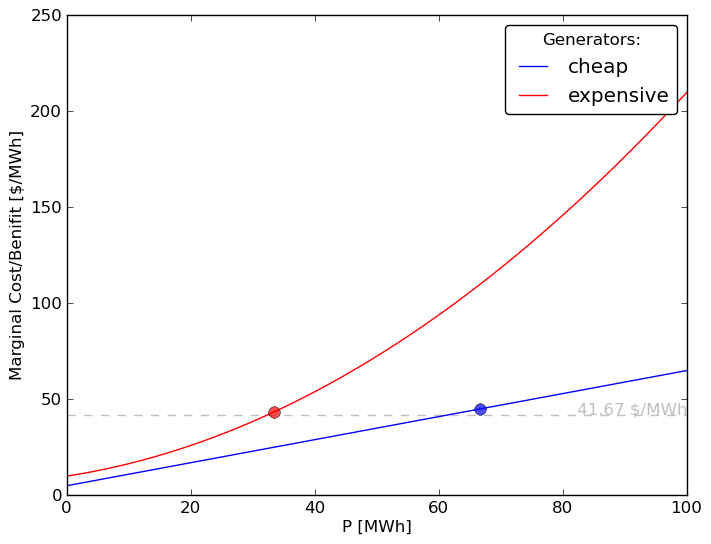 250
200
150
100
50
0
Marginal Cost/Benifit [$/MWh]
Generators:
cheap
expensive
41.67 $/MWh
0 20 40 60 80 100
P [MWh]